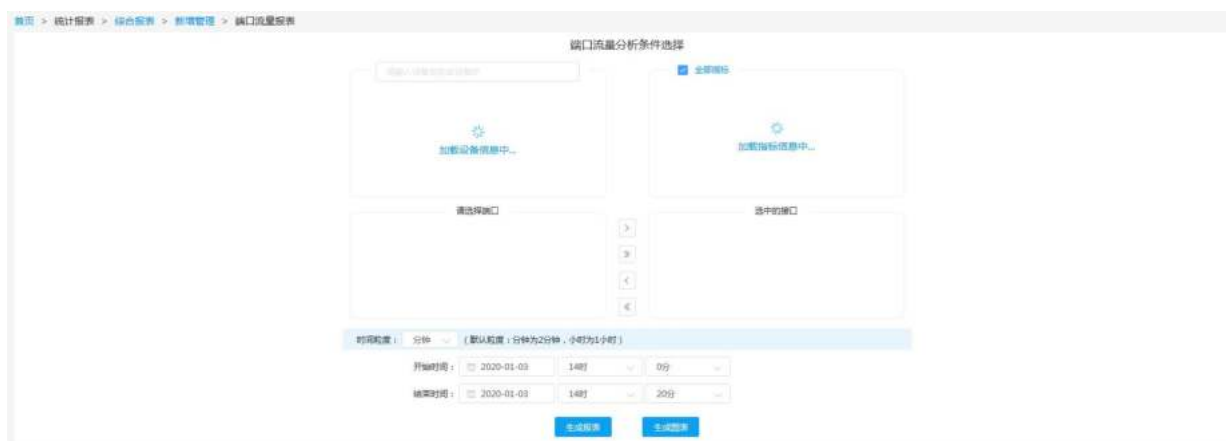 首页 > 统计报表 > 综合报表 > 新增管理 > 端口流量报表
端口流量分析条件选择
全部指标
加载设备信息中...
加载指标信息中...
请选择端口
选中的接口
时间粒度： 分钟 （默认粒度：分钟为2分钟，小时为1小时）
开始时间： 2020-01-03 14时 0分
结束时间： 2020-01-03 14时 20分
生成报表 生成图表